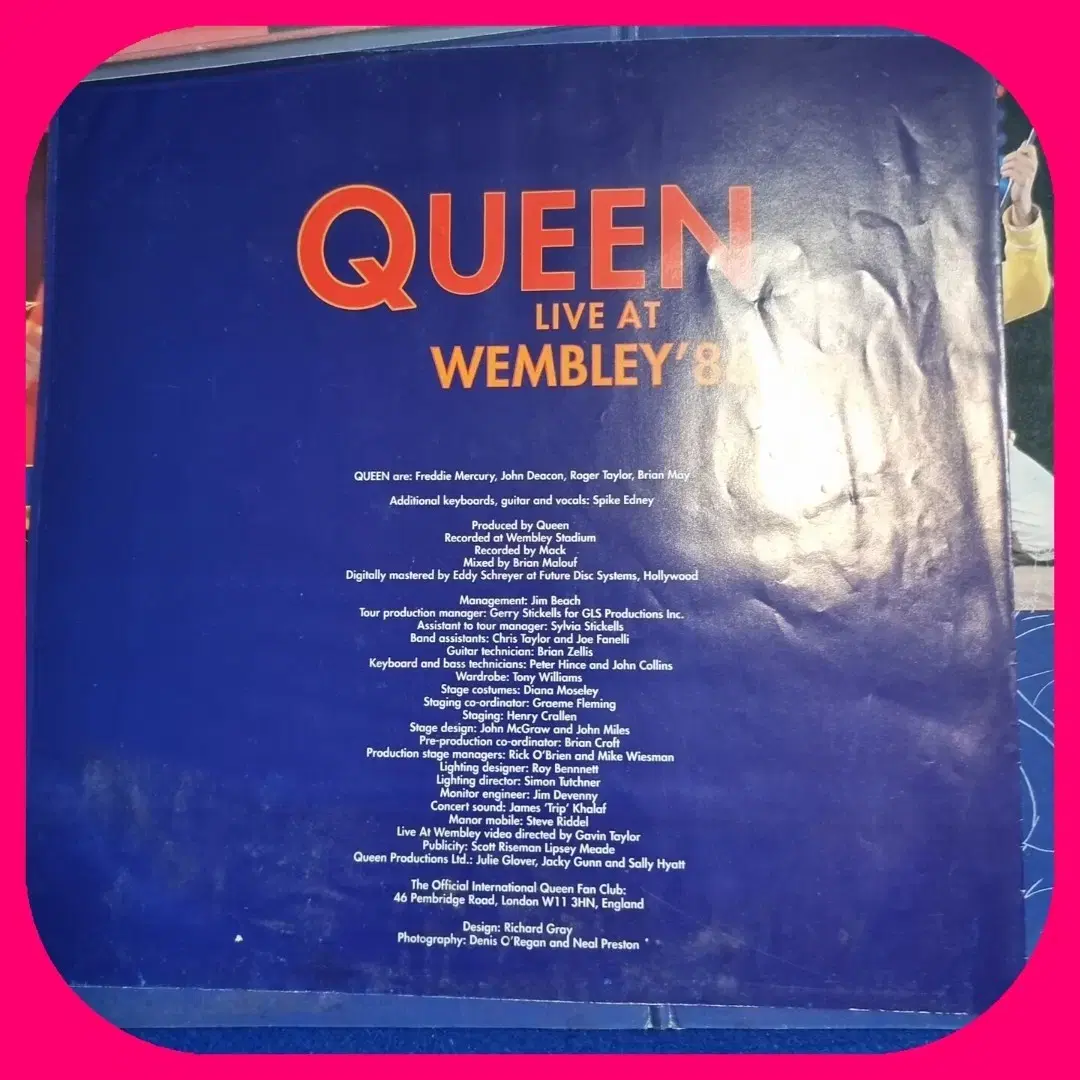 QUEEN
LIVE AT
WEMBLEY'8
QUEEN are: Freddie Mercury, John Deacon, Roger Taylor, Brian May
Additional keyboards, guitar and vocals: Spike Edney
Produced by Queen
Recorded at Wembley Stadium
Recorded by Mack
Mixed by Brian Malouf
Digitally mastered by Eddy Schreyer at Future Disc Systems, Hollywood
Management: Jim Beach
Tour production manager: Gerry Stickells for GLS Productions Inc.
Assistant to tour manager: Sylvia Stickells
Band assistants: Chris Taylor and Joe Fanelli
Guitar technician: Brian Zellis
Keyboard and bass technicians: Peter Hince and John Collins
Wardrobe: Tony Williams
Stage costumes: Diana Moseley
Staging co-ordinator: Graeme Fleming
Staging: Henry Crallen
Stage design: John McGraw and John Miles
Pre-production co-ordinator: Brian Croft
Production stage managers: Rick O'Brien and Mike Wiesman
Lighting designer: Roy Bennnett
Lighting director: Simon Tutchner
Monitor engineer: Jim Devenny
Concert sound: James 'Trip' Khalaf
Manor mobile: Steve Riddel
Live At Wembley video directed by Gavin Taylor
Publicity: Scott Riseman Lipsey Meade
Queen Productions Ltd.: Julie Glover, Jacky Gunn and Sally Hyatt
The Official International Queen Fan Club:
46 Pembridge Road, London W11 3HN, England
Design: Richard Gray
Photography: Denis O'Regan and Neal Preston